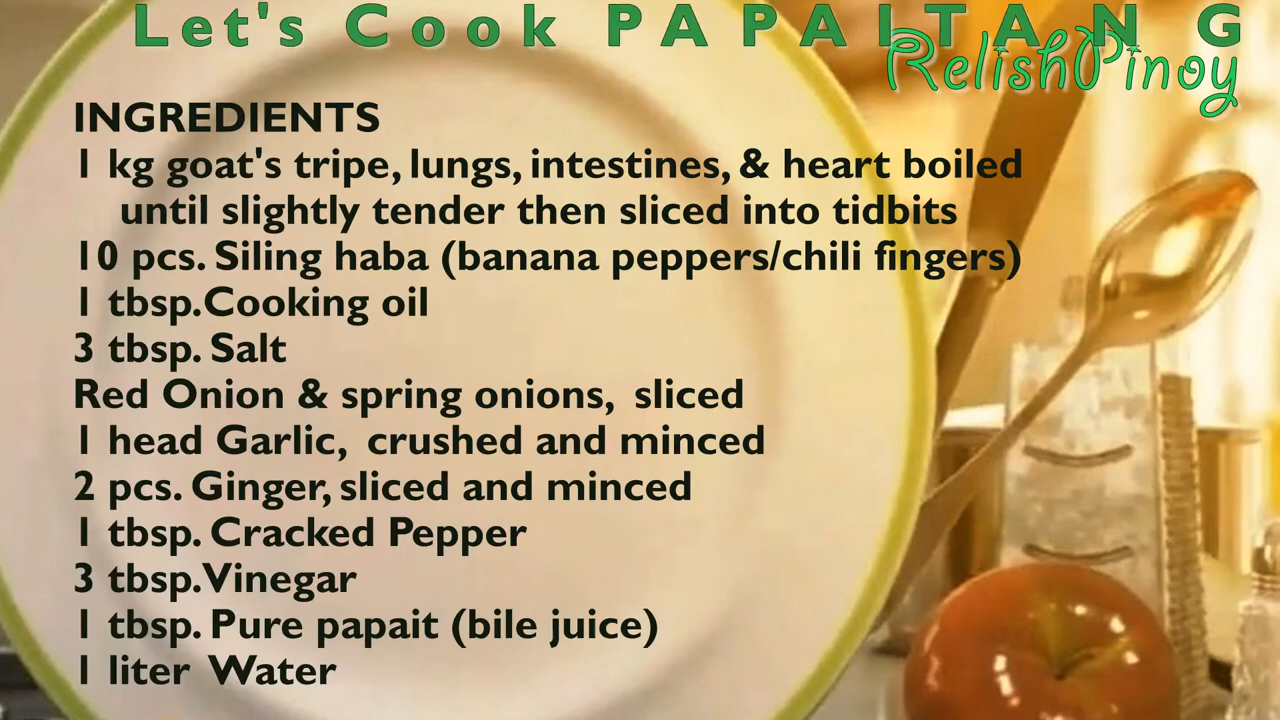 Let's Cook PAPAITAN G
RelishPinoy
INGREDIENTS
1 kg goat's tripe, lungs, intestines, & heart boiled
until slightly tender then sliced into tidbits
10 pcs. Siling haba (banana peppers/chili fingers)
1 tbsp.Cooking oil
3 tbsp. Salt
Red Onion & spring onions, sliced
1 head Garlic, crushed and minced
2 pcs. Ginger, sliced and minced
1 tbsp. Cracked Pepper
3 tbsp.Vinegar
1 tbsp. Pure papait (bile juice)
1 liter Water